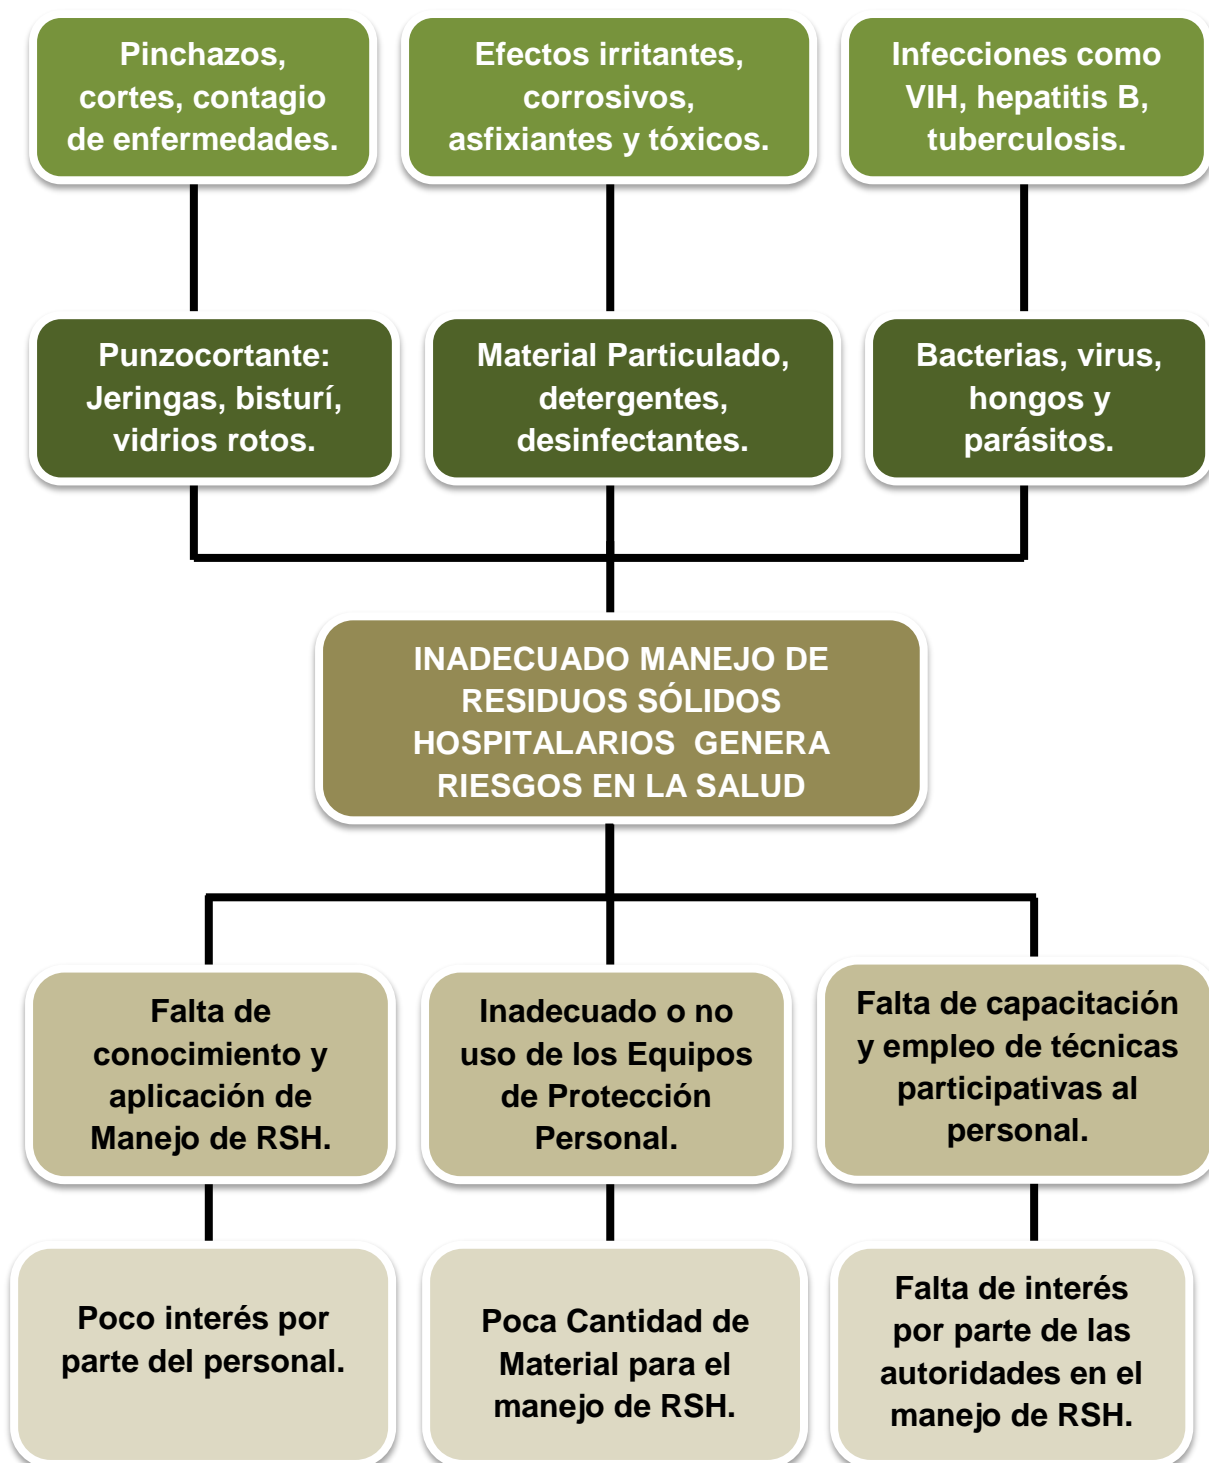 Pinchazos,
cortes, contagio
de enfermedades.
Efectos irritantes,
corrosivos,
asfixiantes y tóxicos.
Infecciones como
VIH, hepatitis B,
tuberculosis.
Punzocortante:
Jeringas, bisturí,
vidrios rotos.
Material Particulado,
detergentes,
desinfectantes.
Bacterias, virus,
hongos y
parásitos.
INADECUADO MANEJO DE
RESIDUOS SÓLIDOS
HOSPITALARIOS  GENERA
RIESGOS EN LA SALUD
Falta de
conocimiento y
aplicación de
Manejo de RSH.
Inadecuado o no
uso de los Equipos
de Protección
Personal.
Falta de capacitación
y empleo de técnicas
participativas al
personal.
Poco interés por
parte del personal.
Poca Cantidad de
Material para el
manejo de RSH.
Falta de interés
por parte de las
autoridades en el
manejo de RSH.